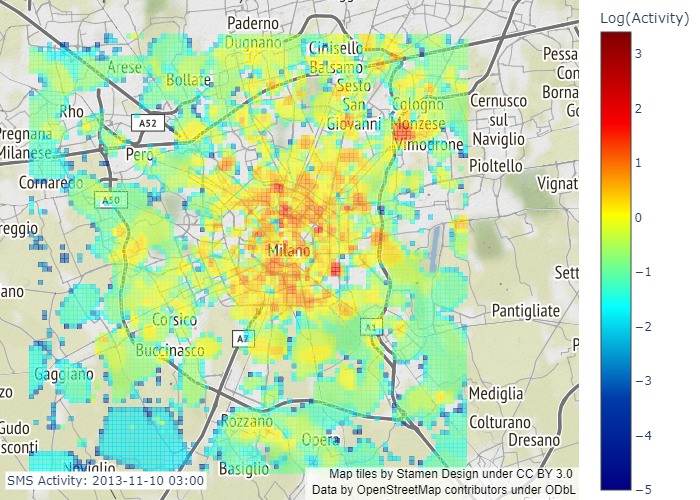 Paderno
Dugnano
Cinisello
Balsamo
Arese
Bollate
Sesto
San
Giovanni
Cologno
Monzese
Vimodrone
Cernusco
sul
Naviglio
Pessa
Con
Borna
Go
Rho
A52
Pregnana
Milanese
Pero
Pioltello
Cornaredo
A50
Vignat
reggio
Milano
Sett
ano
Pantigliate
Corsico
A7
A1
P
Buccinasco
Gaggiano
zo
Mediglia
Gudo
sconti
Rozzano
Opera
Colturano
Dresano
Noviglio
Basiglio
SMS Activity: 2013-11-10 03:00
Map tiles by Stamen Design under CC BY 3.0
Data by OpenStreetMap contributors under ODbL
Log(Activity)
3
2
1
0
−1
−2
−3
−4
−5